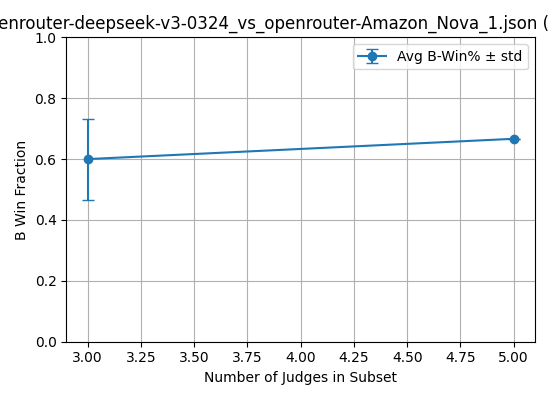 enrouter-deepseek-v3-0324_vs_openrouter-Amazon_Nova_1.json (
Avg B-Win% ± std
B Win Fraction
1.0
0.8
0.6
0.4
0.2
0.0
3.00 3.25 3.50 3.75 4.00 4.25 4.50 4.75 5.00
Number of Judges in Subset